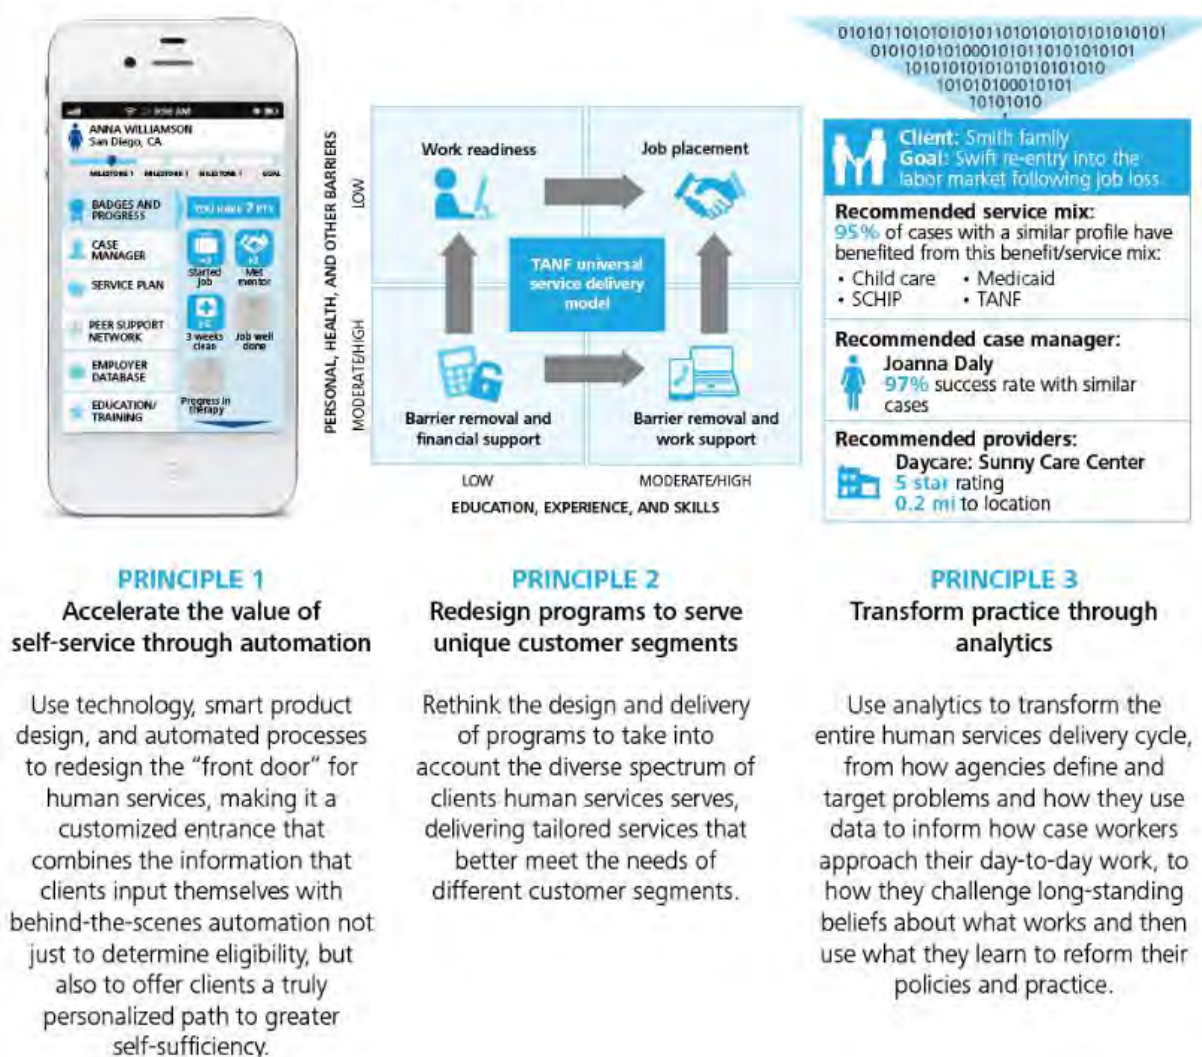 9:06 AM
ANNA WILLIAMSON
San Diego, CA
MILESTONE 1 MILESTONE 1 MILESTONE 1 GOAL
BADGES AND
PROGRESS
YOU HAVE 7 PTS
CASE
MANAGER
SERVICE PLAN
PEER SUPPORT
NETWORK
EMPLOYER
DATABASE
EDUCATION/
TRAINING
Started
job
Met
mentor
3 weeks
clean
Job well
done
Progress in
therapy
PERSONAL, HEALTH, AND OTHER BARRIERS
LOW
MODERATE/HIGH
Work readiness
Job placement
TANF universal
service delivery
model
Barrier removal and
financial support
Barrier removal and
work support
LOW
MODERATE/HIGH
EDUCATION, EXPERIENCE, AND SKILLS
1010101010101010101010
101010100010101
10101010
Client: Smith family
Goal: Swift re-entry into the
labor market following job loss
Recommended service mix:
95% of cases with a similar profile have
benefited from this benefit/service mix:
• Child care • Medicaid
• SCHIP • TANF
Recommended case manager:
Joanna Daly
97% success rate with similar
cases
Recommended providers:
Daycare: Sunny Care Center
5 star rating
0.2 mi to location
PRINCIPLE 1
Accelerate the value of
self-service through automation
Use technology, smart product
design, and automated processes
to redesign the “front door” for
human services, making it a
customized entrance that
combines the information that
clients input themselves with
behind-the-scenes automation not
just to determine eligibility, but
also to offer clients a truly
personalized path to greater
self-sufficiency.
PRINCIPLE 2
Redesign programs to serve
unique customer segments
Rethink the design and delivery
of programs to take into
account the diverse spectrum of
clients human services serves,
delivering tailored services that
better meet the needs of
different customer segments.
PRINCIPLE 3
Transform practice through
analytics
Use analytics to transform the
entire human services delivery cycle,
from how agencies define and
target problems and how they use
data to inform how case workers
approach their day-to-day work, to
how they challenge long-standing
beliefs about what works and then
use what they learn to reform their
policies and practice.